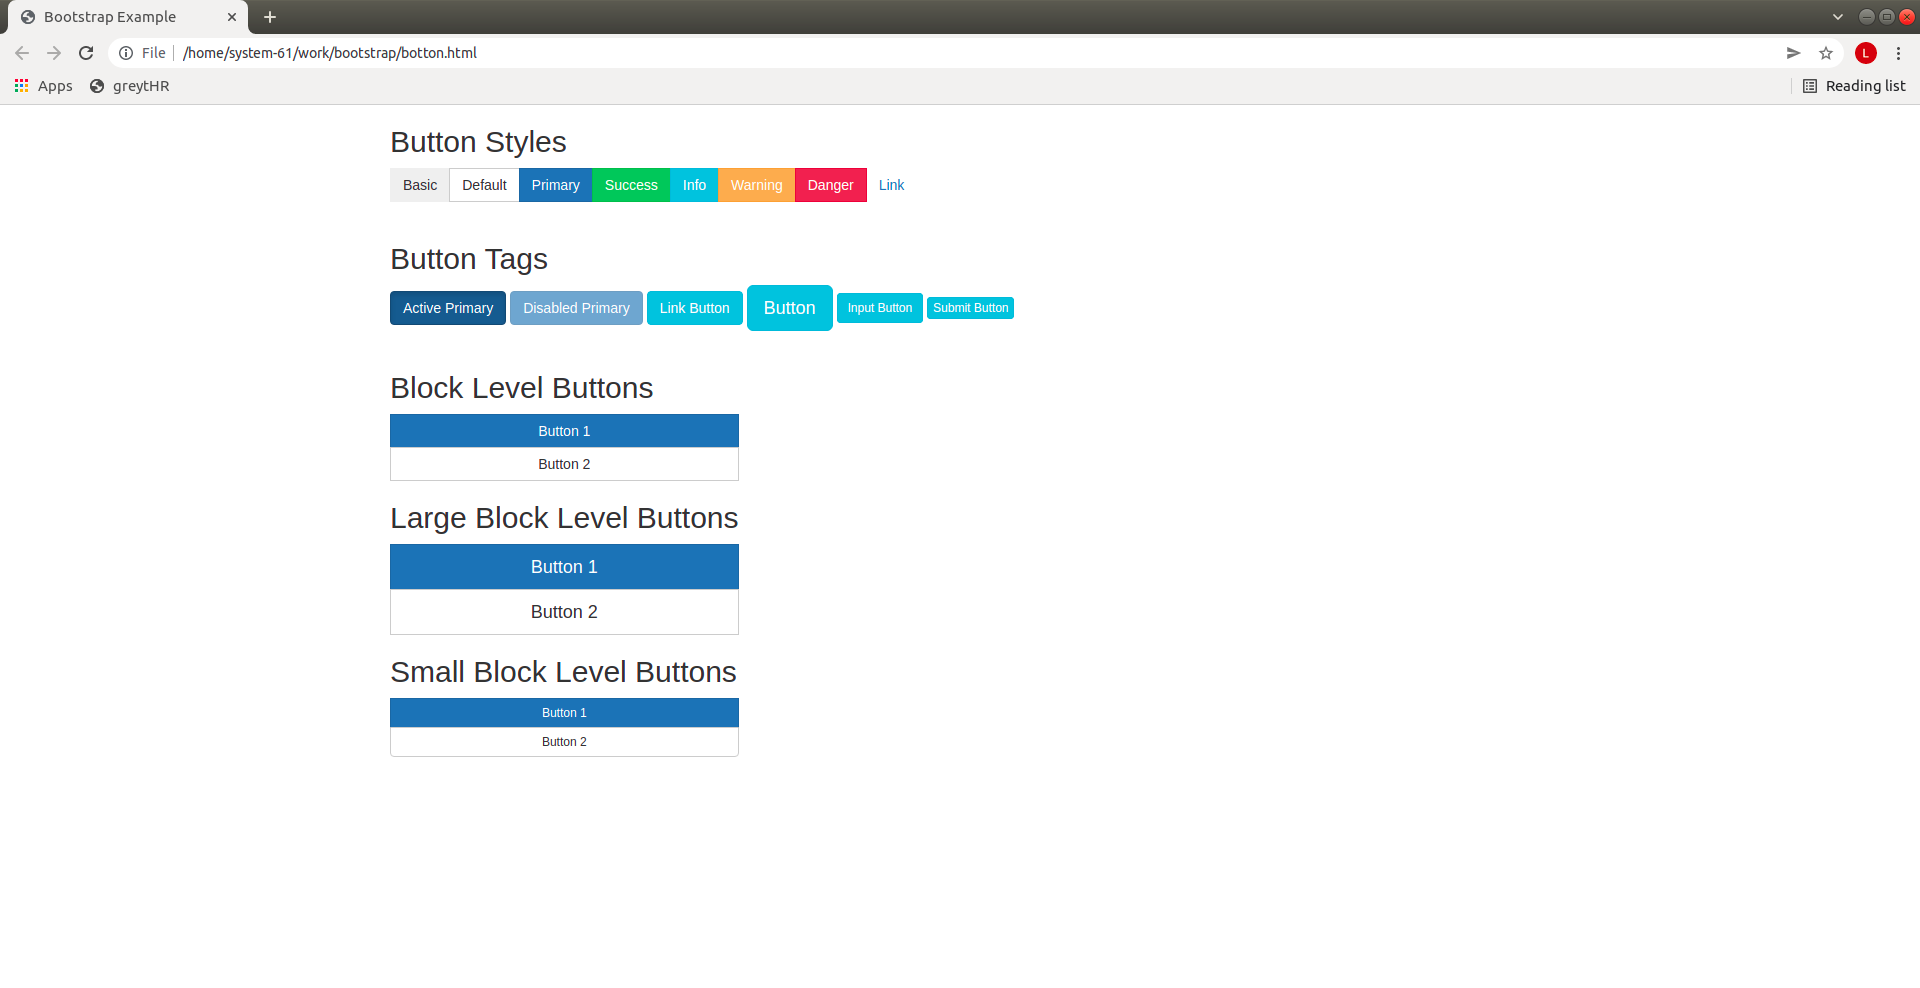 Bootstrap Example
File /home/system-61/work/bootstrap/botton.html L
Apps greytHR Reading list
Button Styles
Basic Default Primary Success Info Warning Danger Link
Button Tags
Active Primary Disabled Primary Link Button Button Input Button Submit Button
Block Level Buttons
Button 1
Button 2
Large Block Level Buttons
Button 1
Button 2
Small Block Level Buttons
Button 1
Button 2